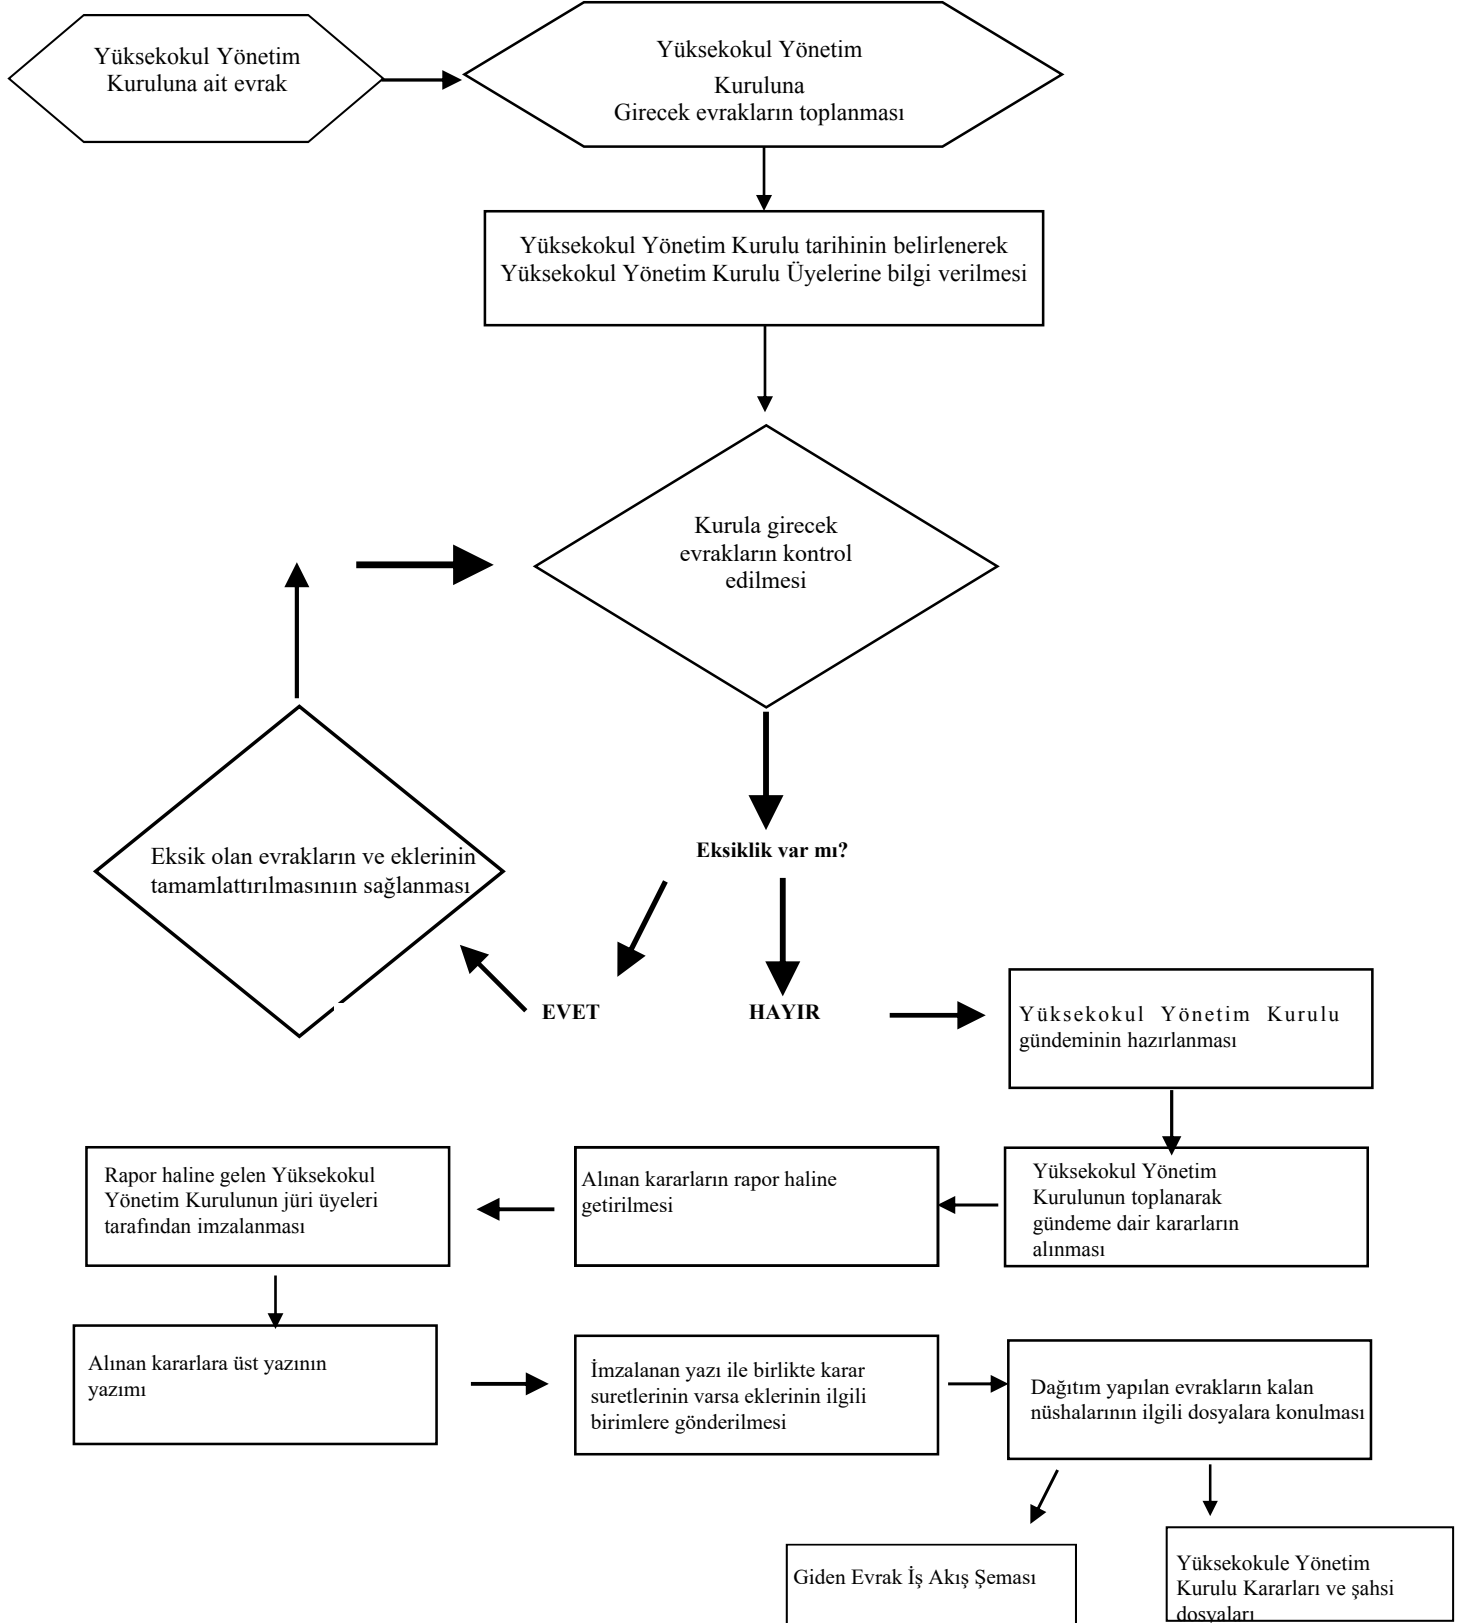 Yüksekokul Yönetim
Kuruluna ait evrak
Yüksekokul Yönetim
Kuruluna
Girecek evrakların toplanması
Yüksekokul Yönetim Kurulu tarihinin belirlenerek
Yüksekokul Yönetim Kurulu Üyelerine bilgi verilmesi
Kurula girecek
evrakların kontrol
edilmesi
Eksik olan evrakların ve eklerinin
tamamlattırılmasınıın sağlanması
Eksiklik var mı?
EVET
HAYIR
Yüksekokul Yönetim Kurulu
gündeminin hazırlanması
Yüksekokul Yönetim
Kurulunun toplanarak
gündeme dair kararların
alınması
Alınan kararların rapor haline
getirilmesi
Rapor haline gelen Yüksekokul
Yönetim Kurulunun jüri üyeleri
tarafından imzalanması
Alınan kararlara üst yazının
yazımı
İmzalanan yazı ile birlikte karar
suretlerinin varsa eklerinin ilgili
birimlere gönderilmesi
Dağıtım yapılan evrakların kalan
nüshalarının ilgili dosyalara konulması
Giden Evrak İş Akış Şeması
Yüksekokule Yönetim
Kurulu Kararları ve şahsi
dosyaları